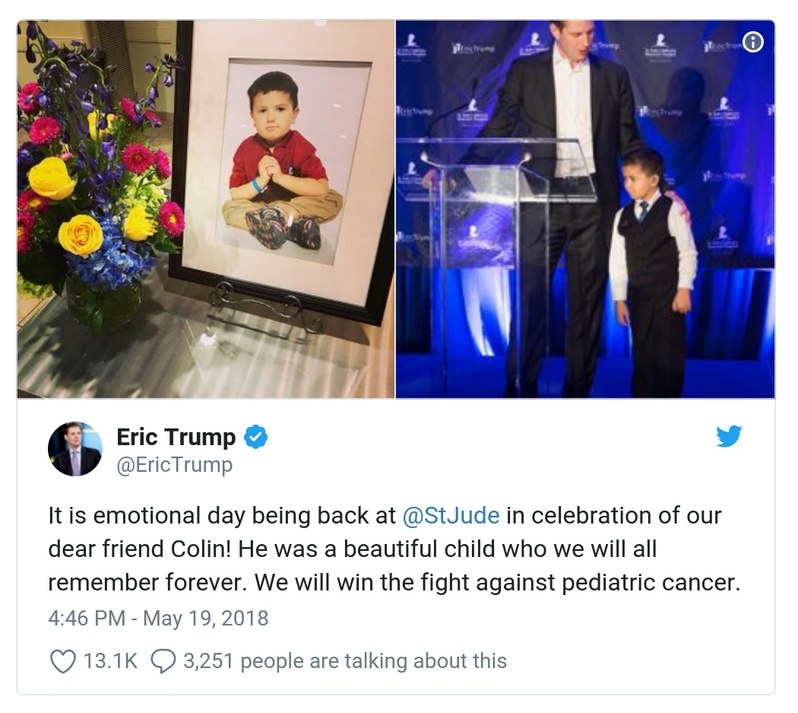 Eric Trump
@EricTrump
It is emotional day being back at @StJude in celebration of our
dear friend Colin! He was a beautiful child who we will all
remember forever. We will win the fight against pediatric cancer.
4:46 PM - May 19, 2018
13.1K 3,251 people are talking about this